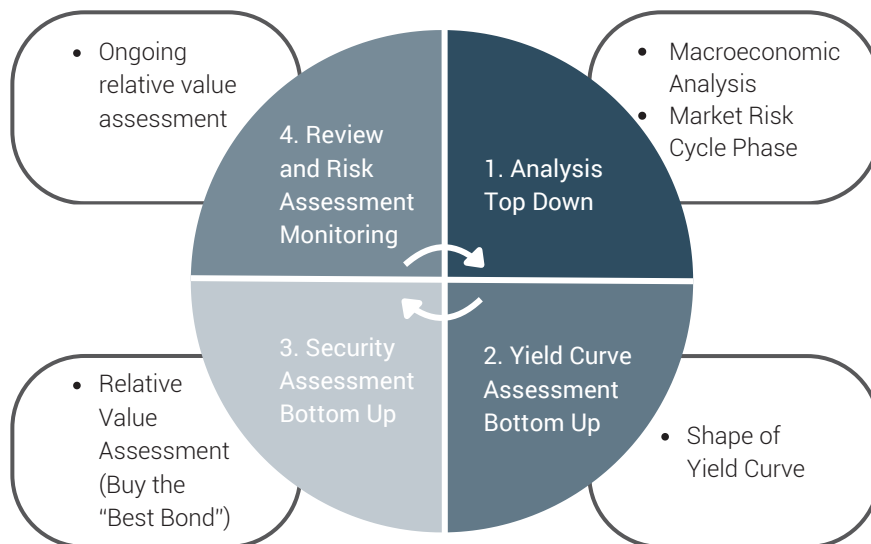 • Ongoing
relative value
assessment
4. Review
and Risk
Assessment
Monitoring
1. Analysis
Top Down
• Macroeconomic
Analysis
• Market Risk
Cycle Phase
• Relative
Value
Assessment
(Buy the
“Best Bond”)
3. Security
Assessment
Bottom Up
2. Yield Curve
Assessment
Bottom Up
• Shape of
Yield Curve